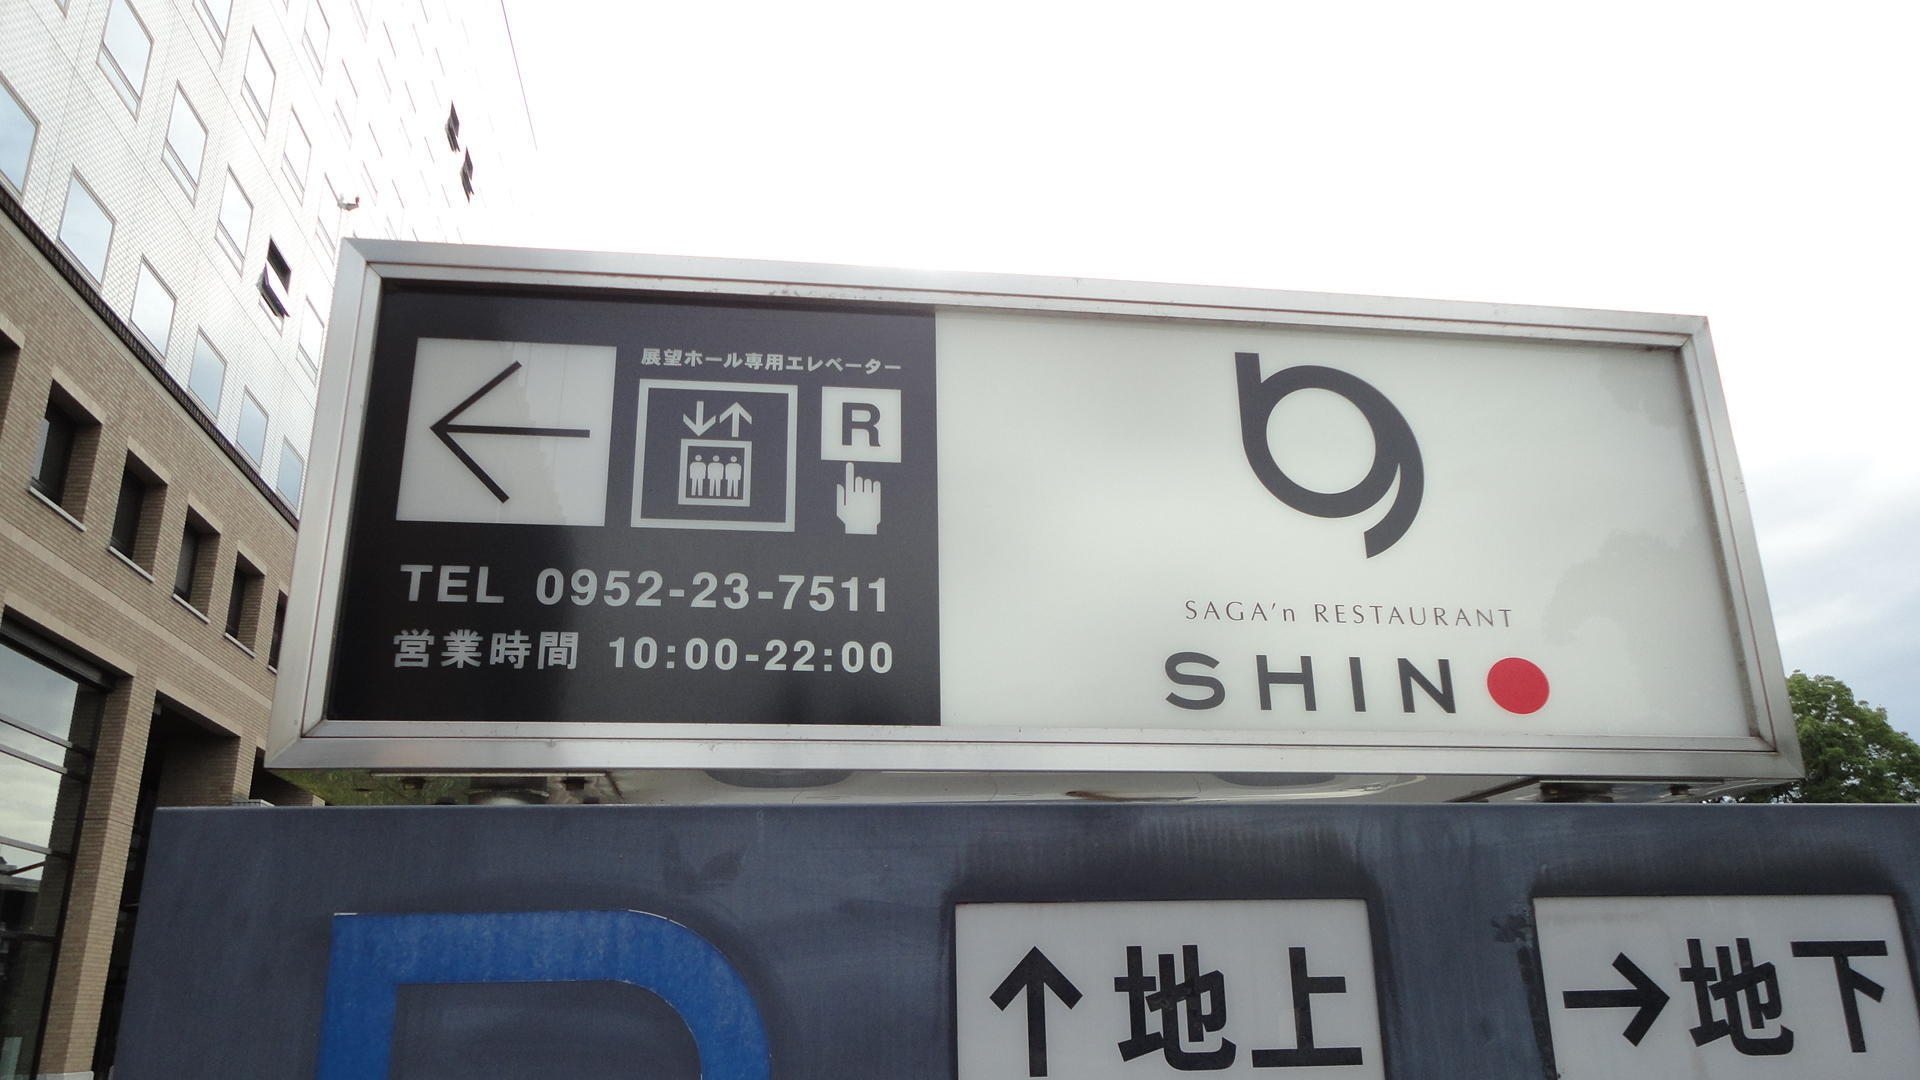 展望ホール専用エレベーター
R
TEL 0952-23-7511
営業時間 10:00-22:00
SAGA'n RESTAURANT
SHIN
↑地上
→地下